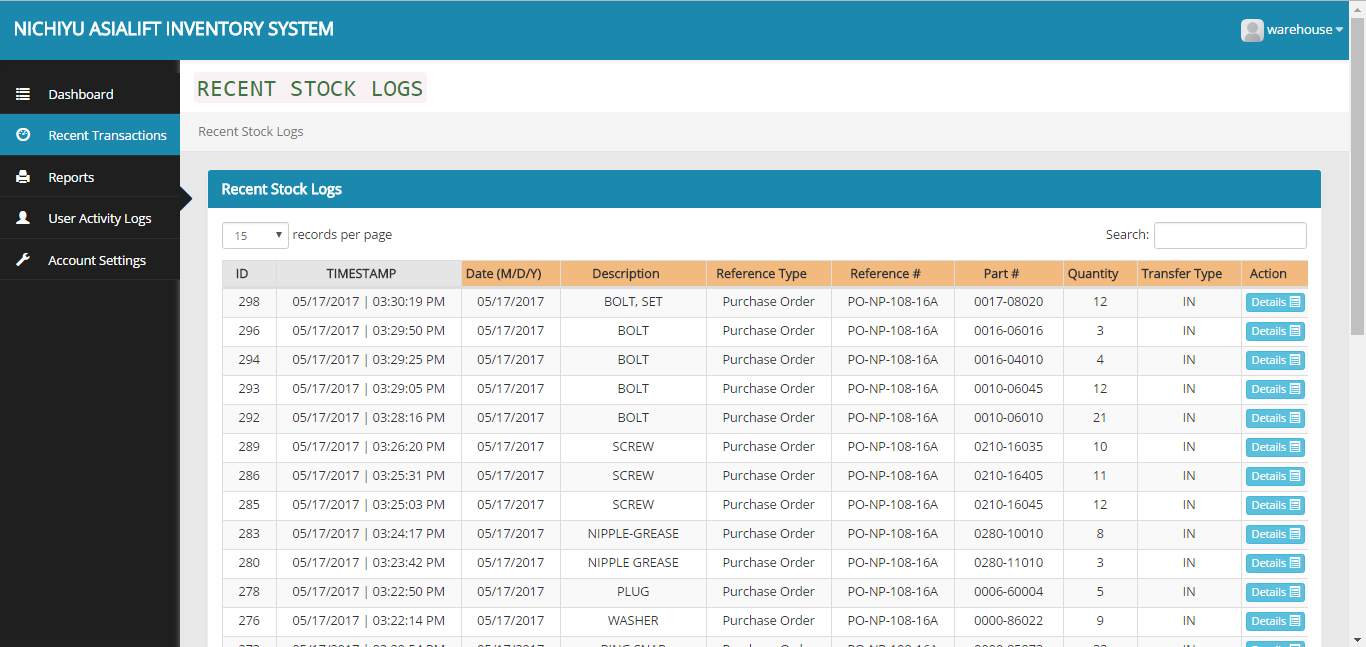 NICHIYU ASIALIFT INVENTORY SYSTEM
warehouse
Dashboard
Recent Transactions
Reports
User Activity Logs
Account Settings
RECENT STOCK LOGS
Recent Stock Logs
Recent Stock Logs
15 records per page Search:
ID TIMESTAMP Date (M/D/Y) Description Reference Type Reference # Part # Quantity Transfer Type Action
298 05/17/2017 | 03:30:19 PM 05/17/2017 BOLT, SET Purchase Order PO-NP-108-16A 0017-08020 12 IN Details
296 05/17/2017 | 03:29:50 PM 05/17/2017 BOLT Purchase Order PO-NP-108-16A 0016-06016 3 IN Details
294 05/17/2017 | 03:29:25 PM 05/17/2017 BOLT Purchase Order PO-NP-108-16A 0016-04010 4 IN Details
293 05/17/2017 | 03:29:05 PM 05/17/2017 BOLT Purchase Order PO-NP-108-16A 0010-06045 12 IN Details
292 05/17/2017 | 03:28:16 PM 05/17/2017 BOLT Purchase Order PO-NP-108-16A 0010-06010 21 IN Details
289 05/17/2017 | 03:26:20 PM 05/17/2017 SCREW Purchase Order PO-NP-108-16A 0210-16035 10 IN Details
286 05/17/2017 | 03:25:31 PM 05/17/2017 SCREW Purchase Order PO-NP-108-16A 0210-16405 11 IN Details
285 05/17/2017 | 03:25:03 PM 05/17/2017 SCREW Purchase Order PO-NP-108-16A 0210-16045 12 IN Details
283 05/17/2017 | 03:24:17 PM 05/17/2017 NIPPLE-GREASE Purchase Order PO-NP-108-16A 0280-10010 8 IN Details
280 05/17/2017 | 03:23:42 PM 05/17/2017 NIPPLE GREASE Purchase Order PO-NP-108-16A 0280-11010 3 IN Details
278 05/17/2017 | 03:22:50 PM 05/17/2017 PLUG Purchase Order PO-NP-108-16A 0006-60004 5 IN Details
276 05/17/2017 | 03:22:14 PM 05/17/2017 WASHER Purchase Order PO-NP-108-16A 0000-86022 9 IN Details